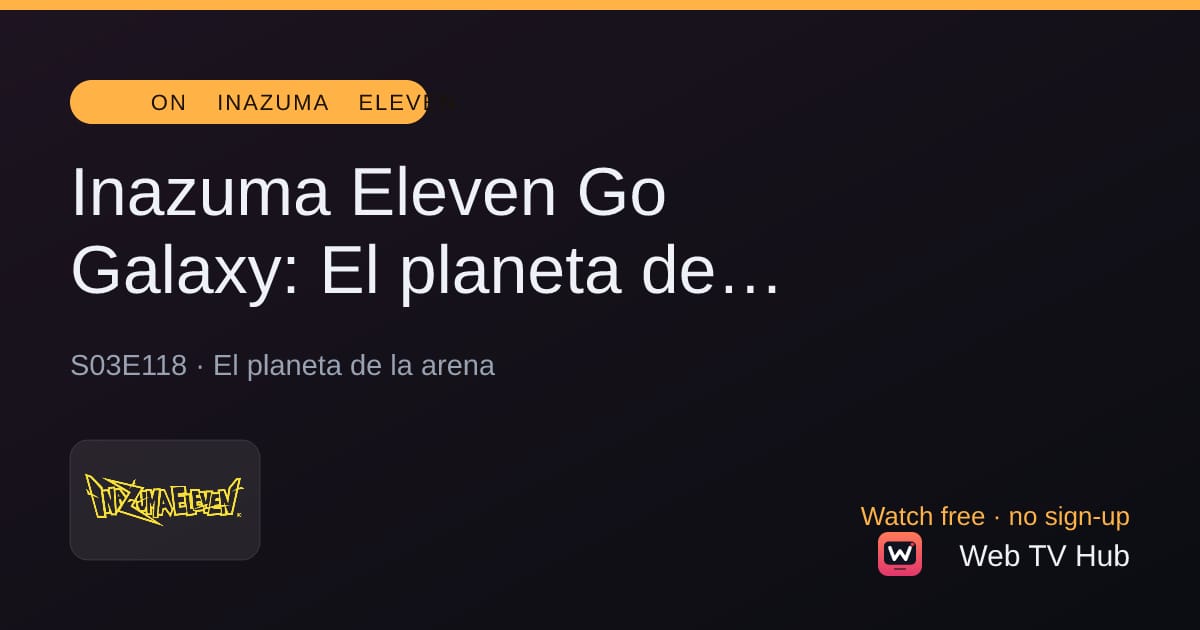 ON INAZUMA ELEVEN
Inazuma Eleven Go
Galaxy: El planeta de…
S03E118 · El planeta de la arena
INAZUMA ELEVEN
Watch free · no sign-up
W
Web TV Hub